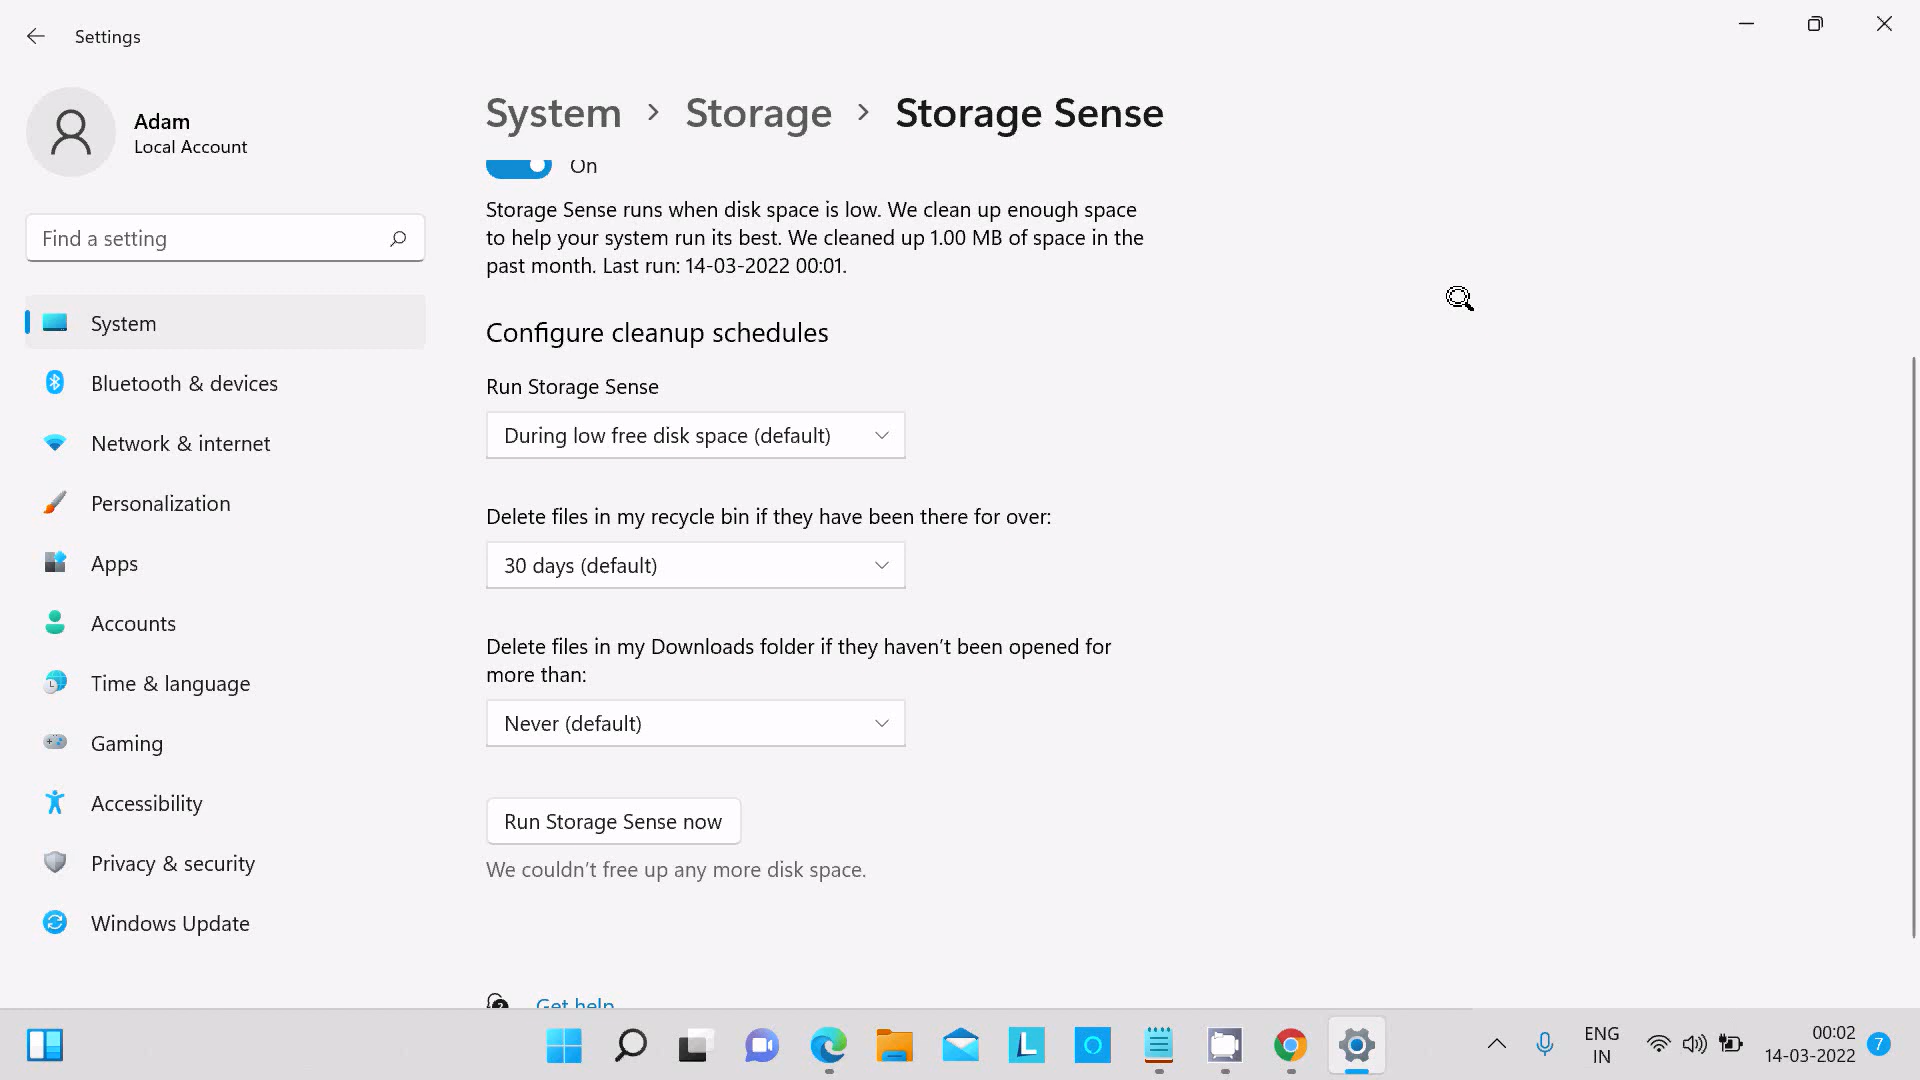 Settings
Adam
Local Account
Find a setting
System
Bluetooth & devices
Network & internet
Personalization
Apps
Accounts
Time & language
Gaming
Accessibility
Privacy & security
Windows Update
System > Storage > Storage Sense
On
Storage Sense runs when disk space is low. We clean up enough space
to help your system run its best. We cleaned up 1.00 MB of space in the
past month. Last run: 14-03-2022 00:01.
Configure cleanup schedules
Run Storage Sense
During low free disk space (default)
Delete files in my recycle bin if they have been there for over:
30 days (default)
Delete files in my Downloads folder if they haven't been opened for
more than:
Never (default)
Run Storage Sense now
We couldn't free up any more disk space.
Get help
L
O
ENG
IN
00:02
14-03-2022
7